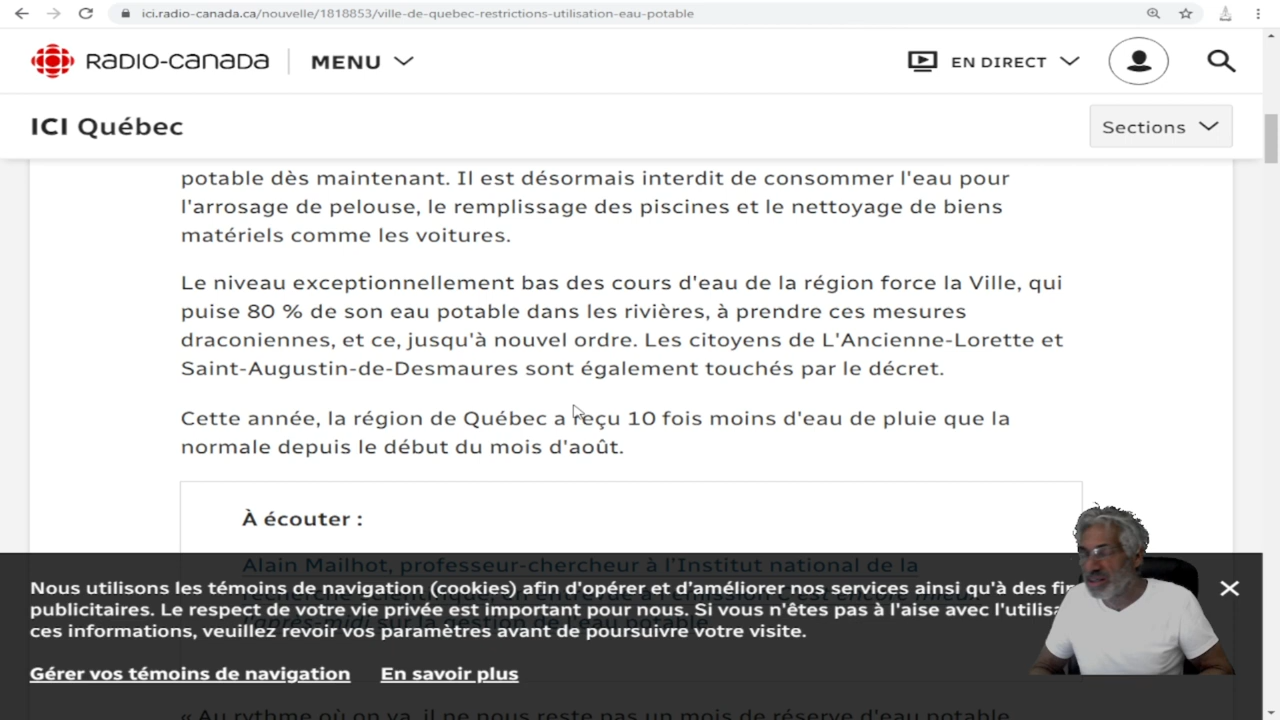 ici.radio-canada.ca/nouvelle/1818853/ville-de-quebec-restrictions-utilisation-eau-potable
RADIO-CANADA
MENU
EN DIRECT
ICI Québec
Sections
potable dès maintenant. Il est désormais interdit de consommer l'eau pour
l'arrosage de pelouse, le remplissage des piscines et le nettoyage de biens
matériels comme les voitures.
Le niveau exceptionnellement bas des cours d'eau de la région force la Ville, qui
puise 80 % de son eau potable dans les rivières, à prendre ces mesures
draconiennes, et ce, jusqu'à nouvel ordre. Les citoyens de L'Ancienne-Lorette et
Saint-Augustin-de-Desmaures sont également touchés par le décret.
Cette année, la région de Québec a reçu 10 fois moins d'eau de pluie que la
normale depuis le début du mois d'août.
À écouter :
Alain Mailhot, professeur-chercheur à l'Institut national de la
Nous utilisons les témoins de navigation (cookies) afin d'opérer et d'améliorer nos services ainsi qu'à des fi
publicitaires. Le respect de votre vie privée est important pour nous. Si vous n'êtes pas à l'aise avec l'utilisa
ces informations, veuillez revoir vos paramètres avant de poursuivre votre visite.
après-midi sur la gestion de l'eau potable
Gérer vos témoins de navigation
En savoir plus
« Au rythme où on va, il ne nous reste pas un mois de réserve d'eau potable